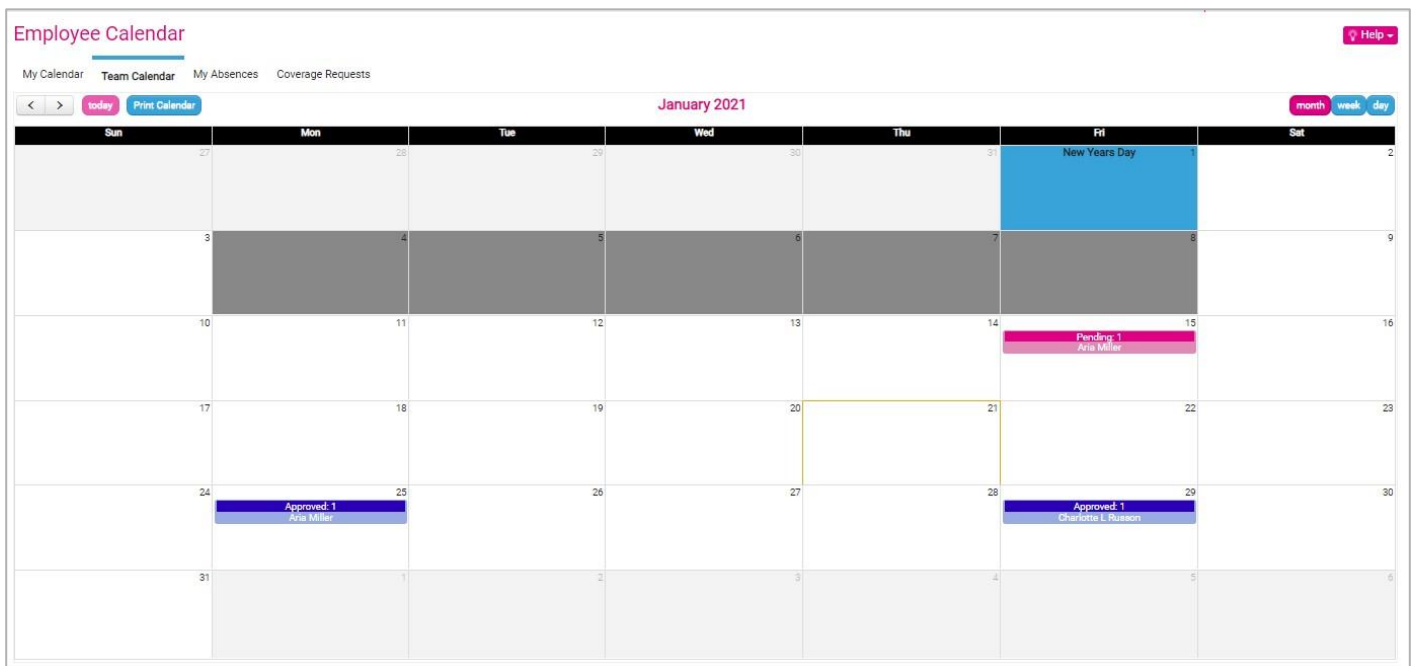 Employee Calendar
Help
My Calendar Team Calendar My Absences Coverage Requests
< > today Print Calendar January 2021 month week day
Sun Mon Tue Wed Thu Fri Sat
27 28 29 30 31 New Years Day 1 2
3 4 5 6 7 8 9
10 11 12 13 14 15 16
Pending: 1
Aria Miller
17 18 19 20 21 22 23
24 25 26 27 28 29 30
Approved: 1 Approved: 1
Aria Miller Charlotte L Russon
31 1 2 3 4 5 6